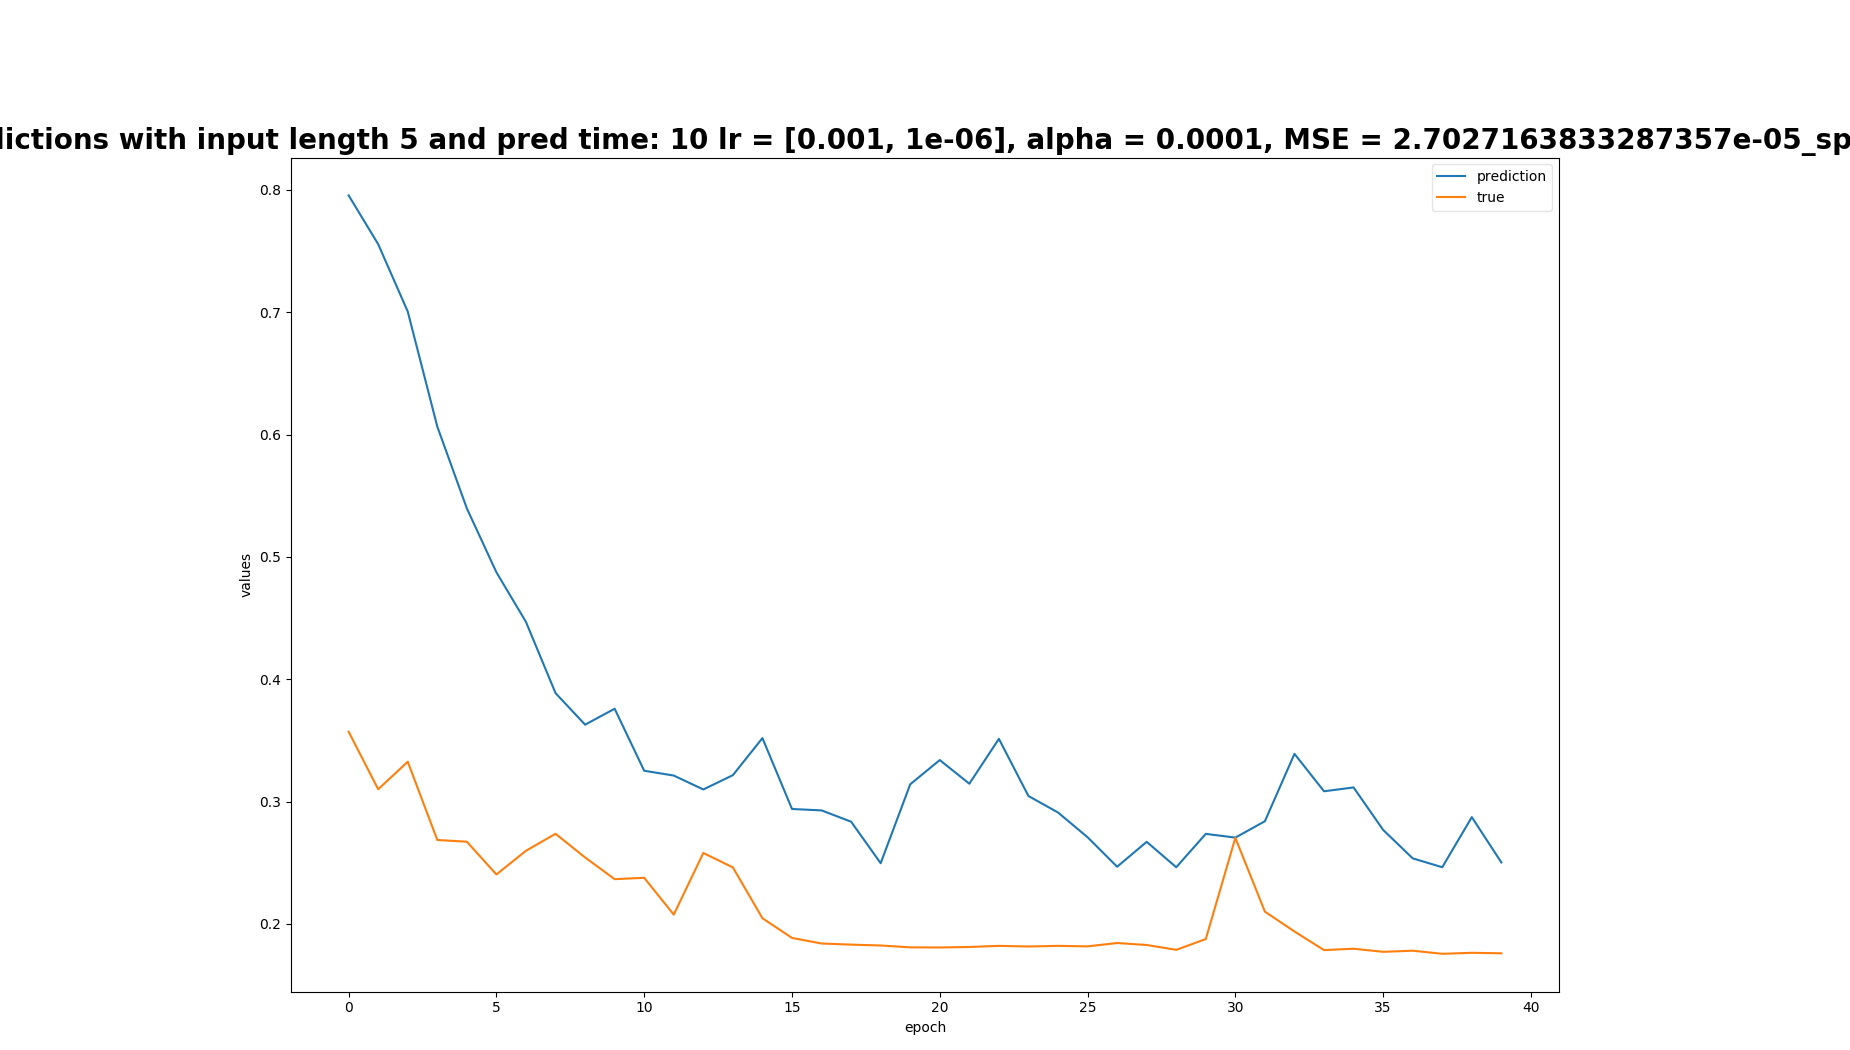 dictions with input length 5 and pred time: 10 lr = [0.001, 1e-06], alpha = 0.0001, MSE = 2.7027163833287357e-05_sp
prediction
true
0.8
0.7
0.6
0.5
0.4
0.3
0.2
values
0 5 10 15 20 25 30 35 40
epoch